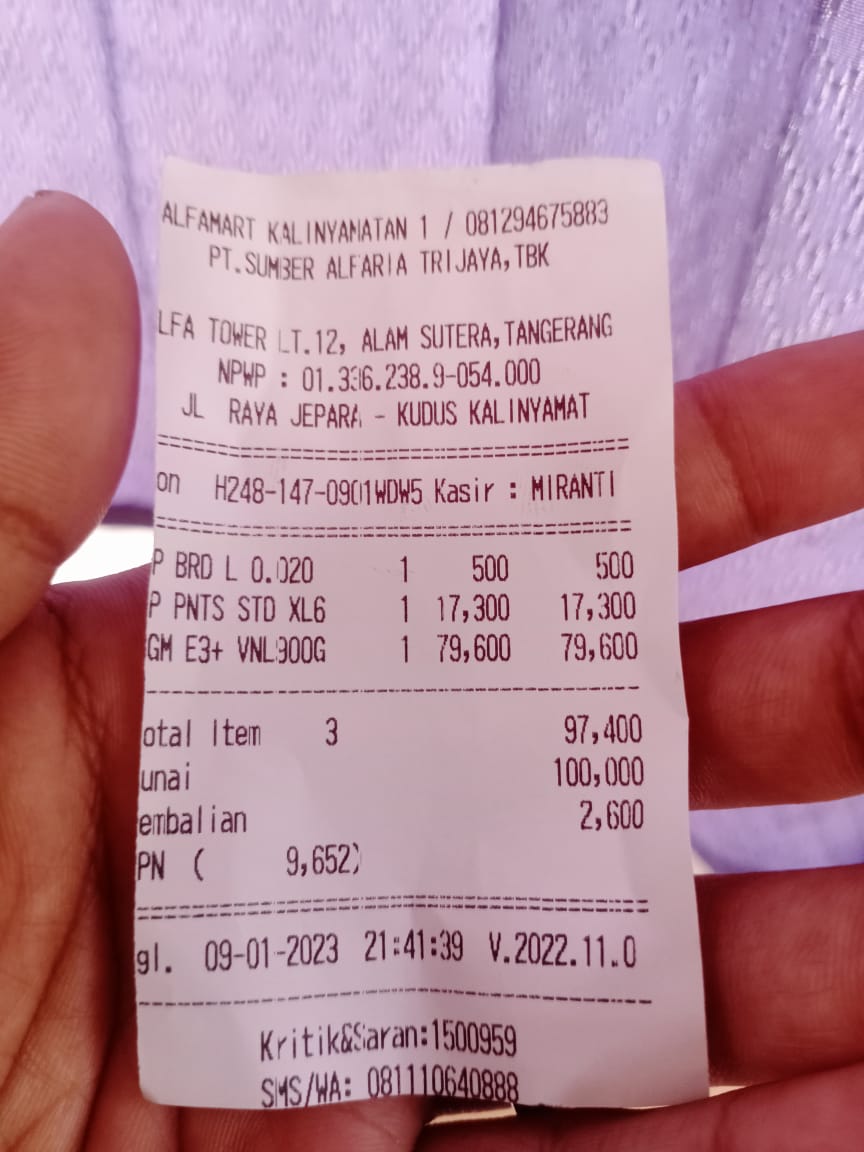 ALFAMART KALINYAMATAN 1 / 081294675883
PT.SUMBER ALFARIA TRIJAYA,TBK
LFA TOWER LT.12, ALAM SUTERA,TANGERANG
NPWP : 01.336.238.9-054.000
JL RAYA JEPARA - KUDUS KALINYAMAT
on H248-147-0901WDW5 Kasir : MIRANTI
P BRD L 0.020 1 500 500
P PNTS STD XL6 1 17,300 17,300
GM E3+ VNL900G 1 79,600 79,600
otal Item 3 97,400
unai 100,000
embalian 2,600
PN ( 9,652)
gl. 09-01-2023 21:41:39 V.2022.11.0
Kritik&Saran:1500959
SMS/WA: 081110640888